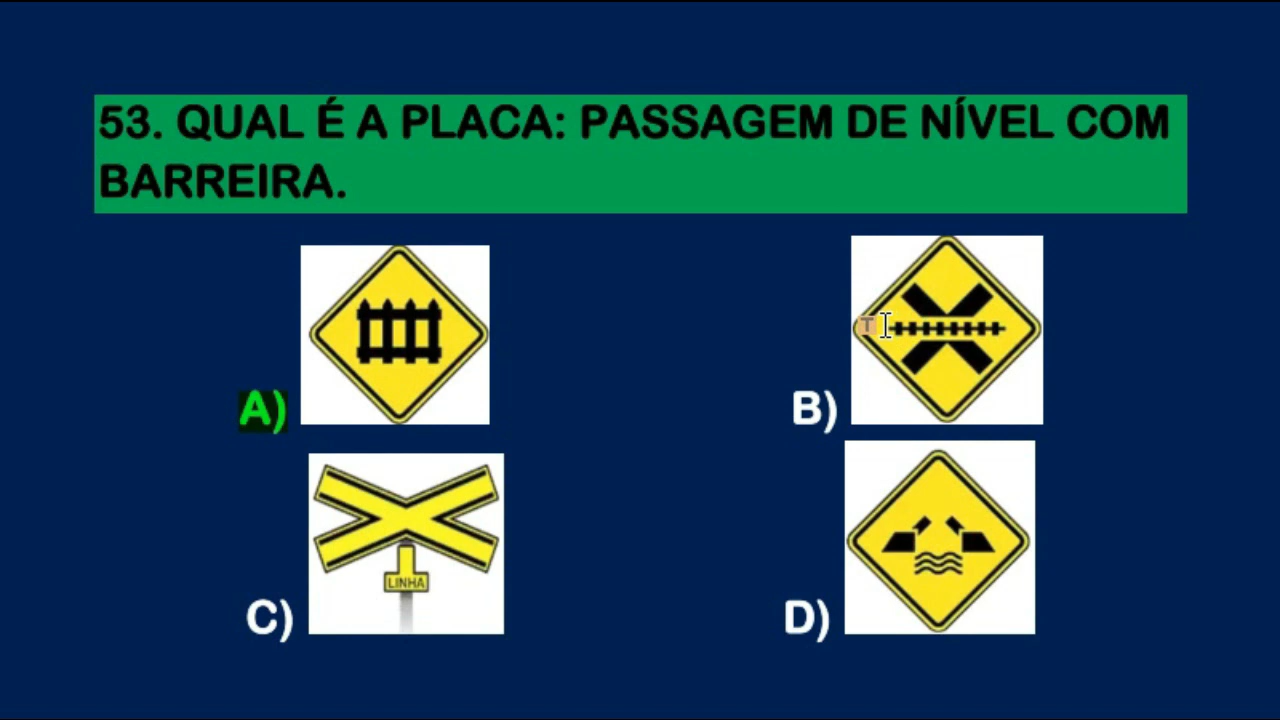 53. QUAL É A PLACA: PASSAGEM DE NÍVEL COM
BARREIRA.
A)
B)
T
C)
LINHA
D)